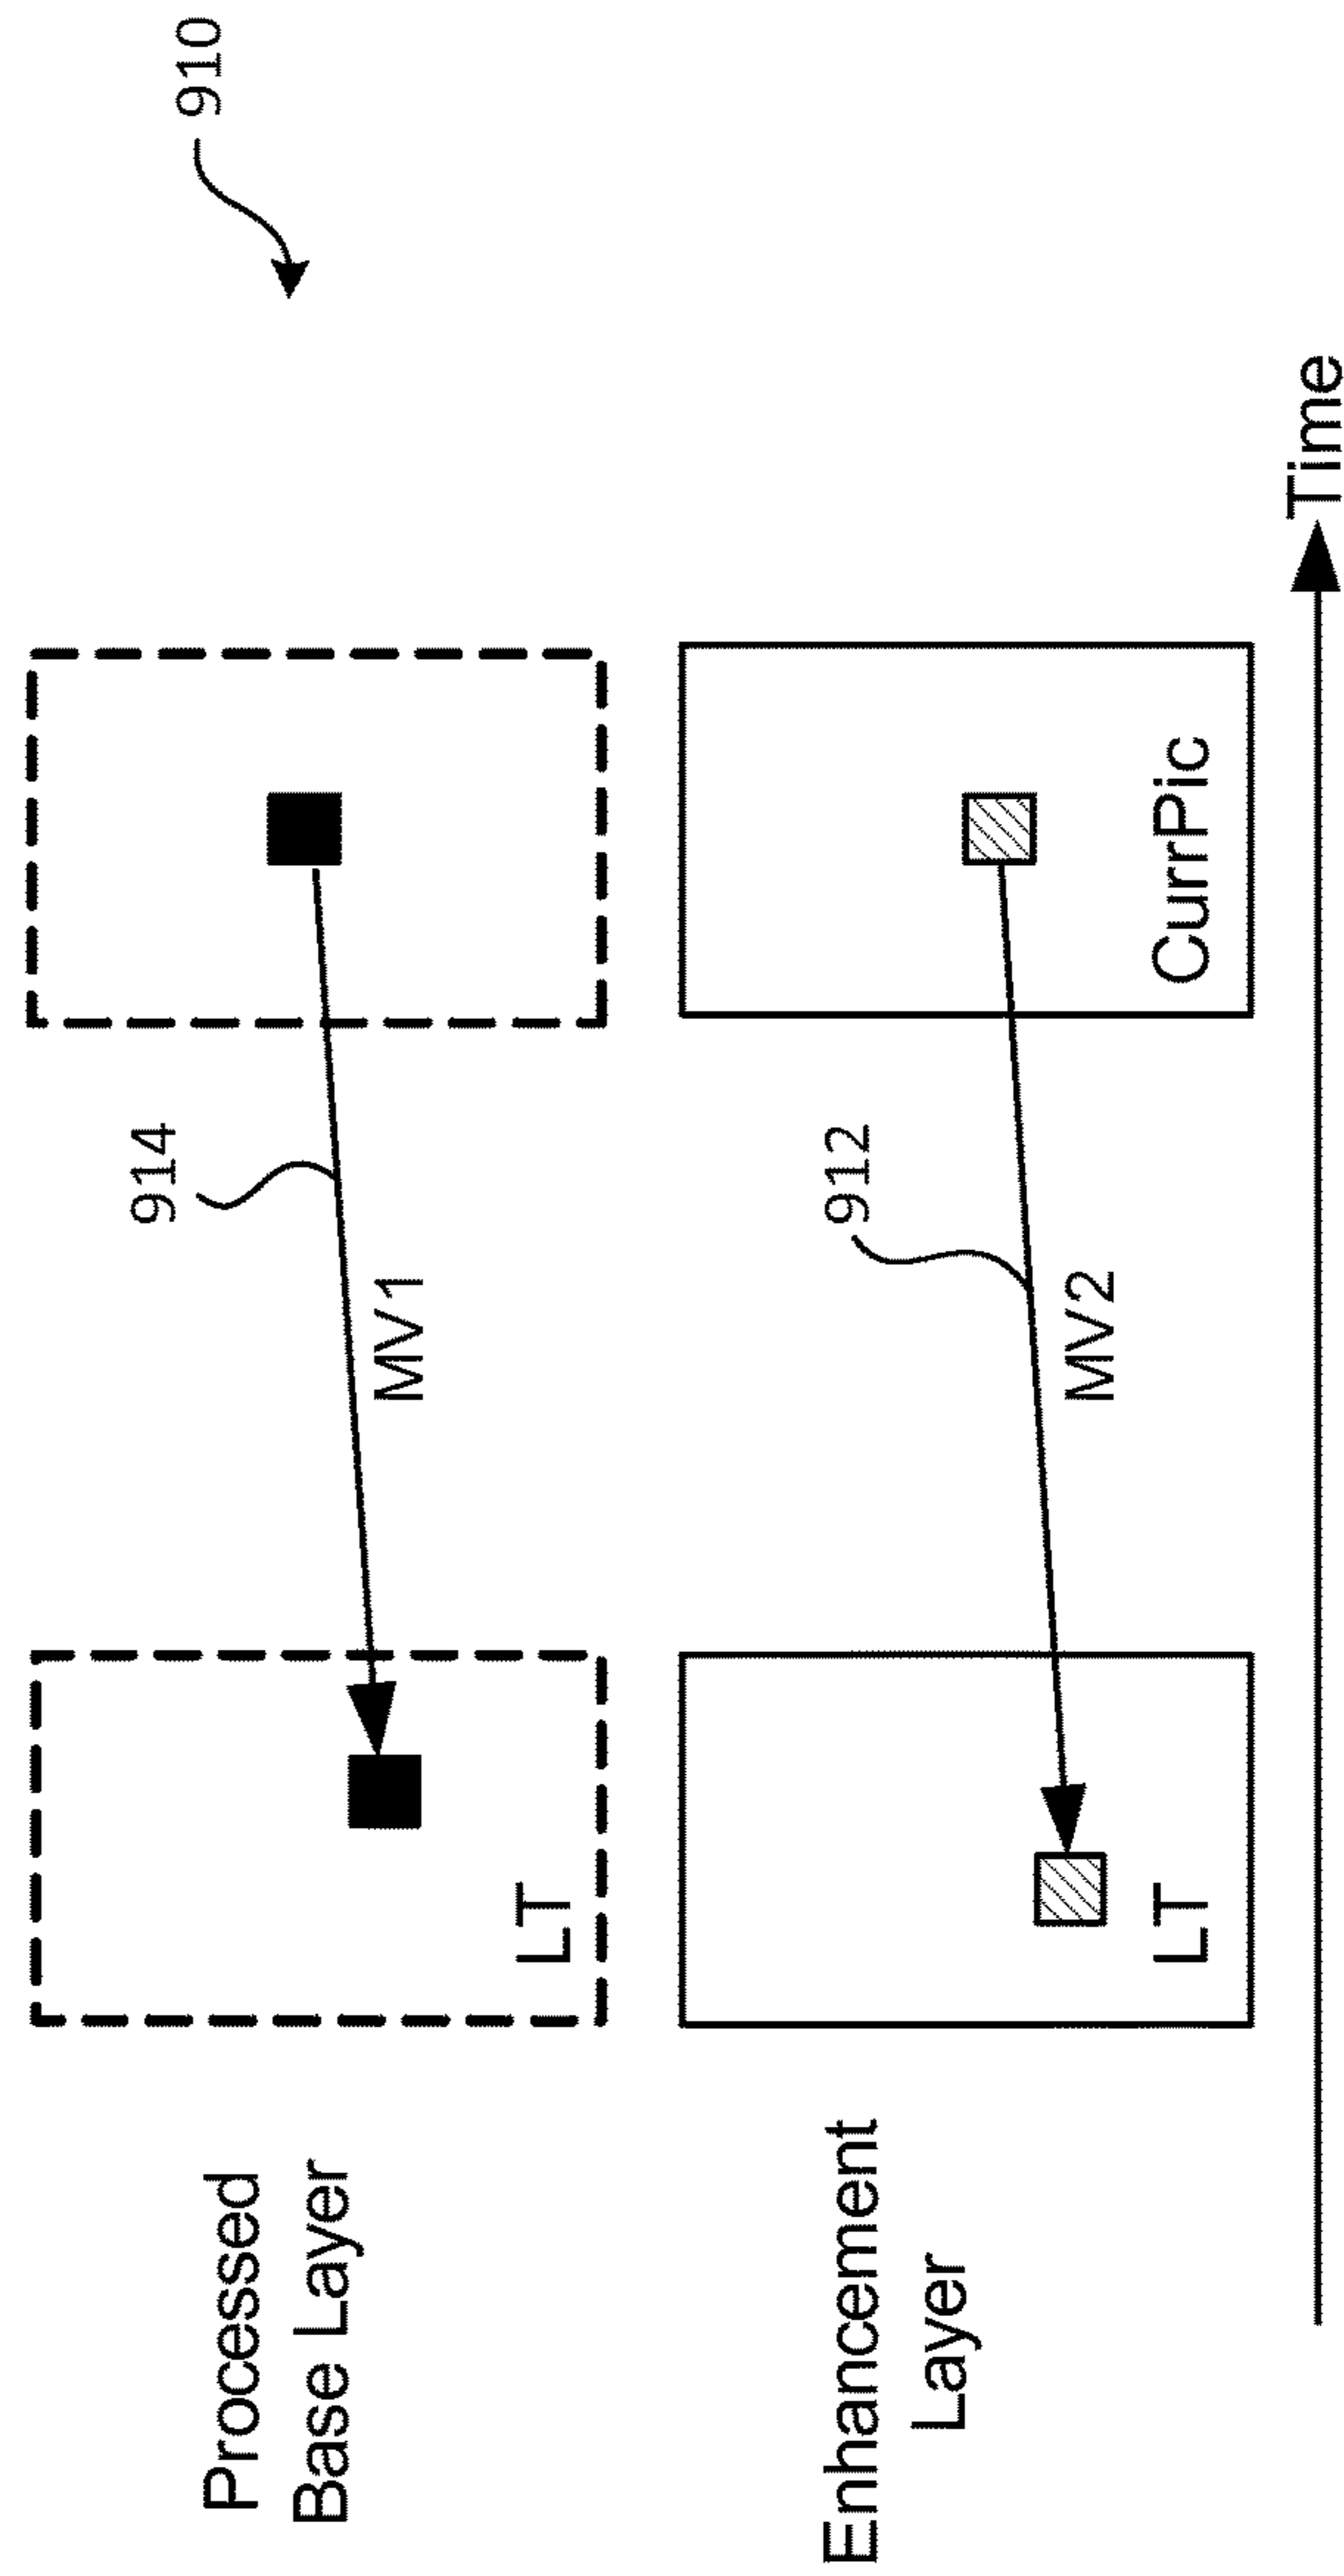 910
Processed
Base Layer
LT
914
MV1
Enhancement
Layer
LT
912
MV2
CurrPic
Time